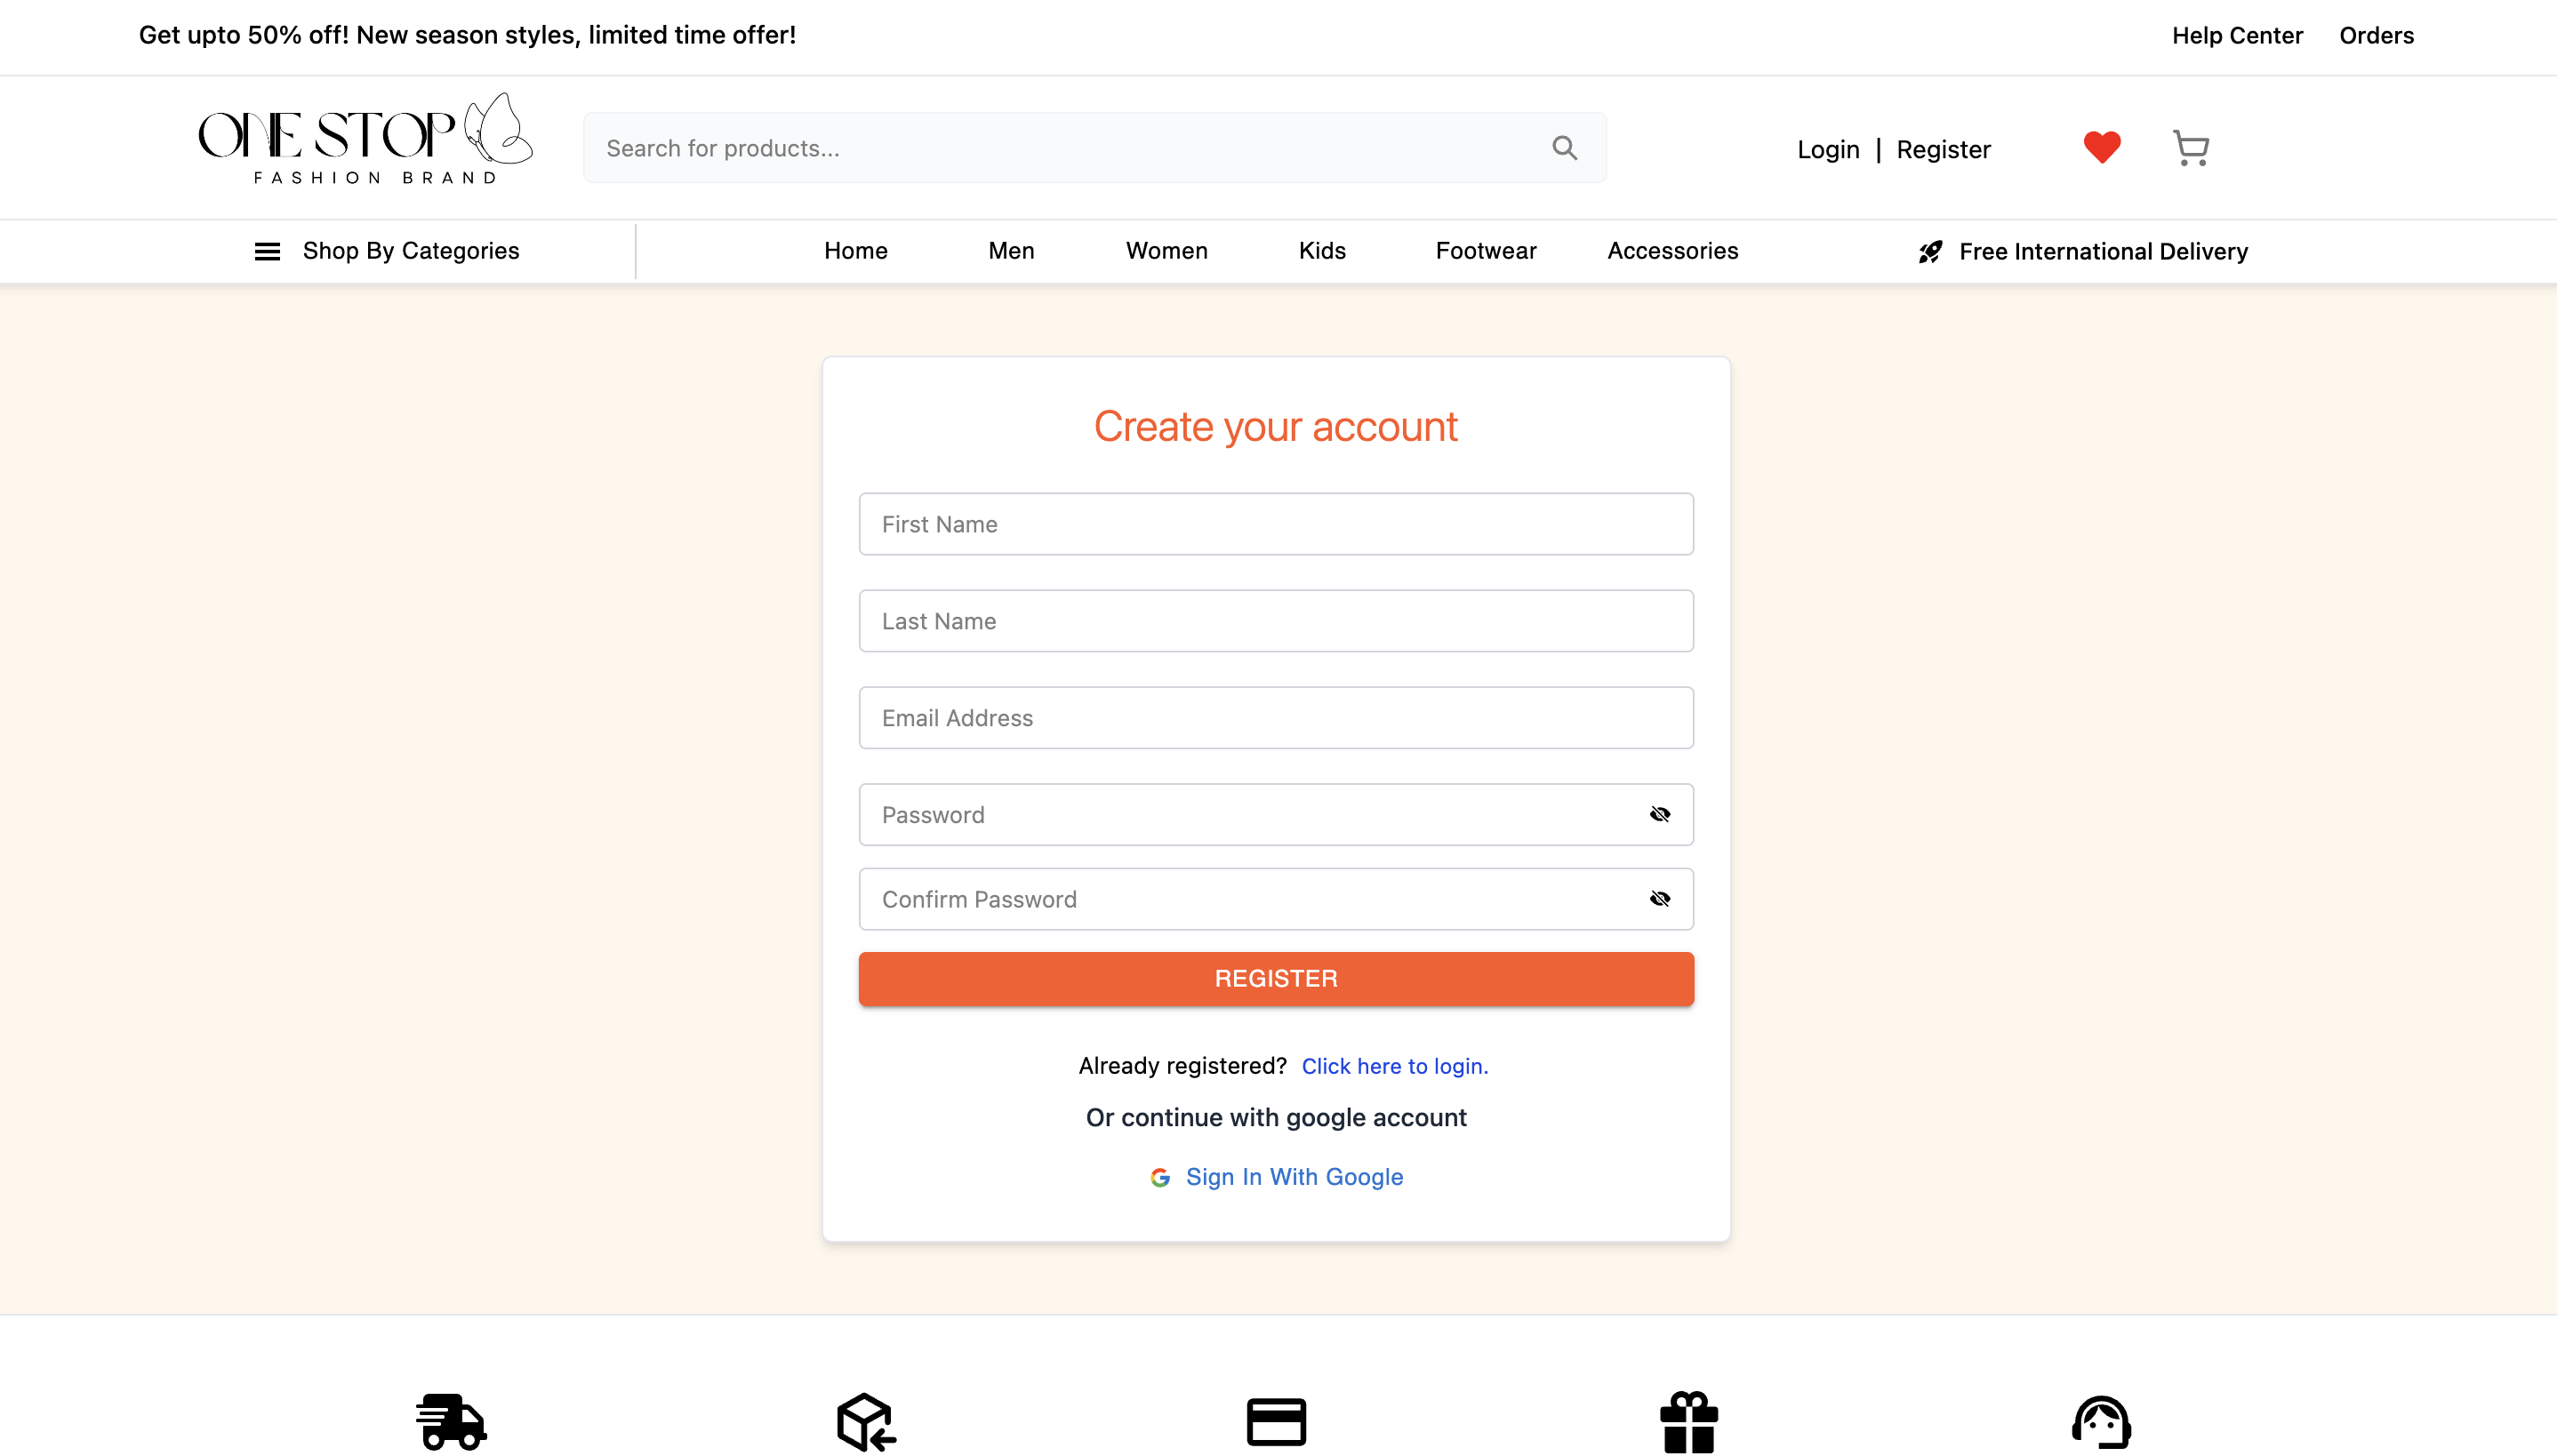 Get upto 50% off! New season styles, limited time offer!
Help Center Orders
ONE STOP
FASHION BRAND
Search for products...
Login | Register
Shop By Categories
Home Men Women Kids Footwear Accessories
Free International Delivery
Create your account
First Name
Last Name
Email Address
Password
Confirm Password
REGISTER
Already registered? Click here to login.
Or continue with google account
Sign In With Google